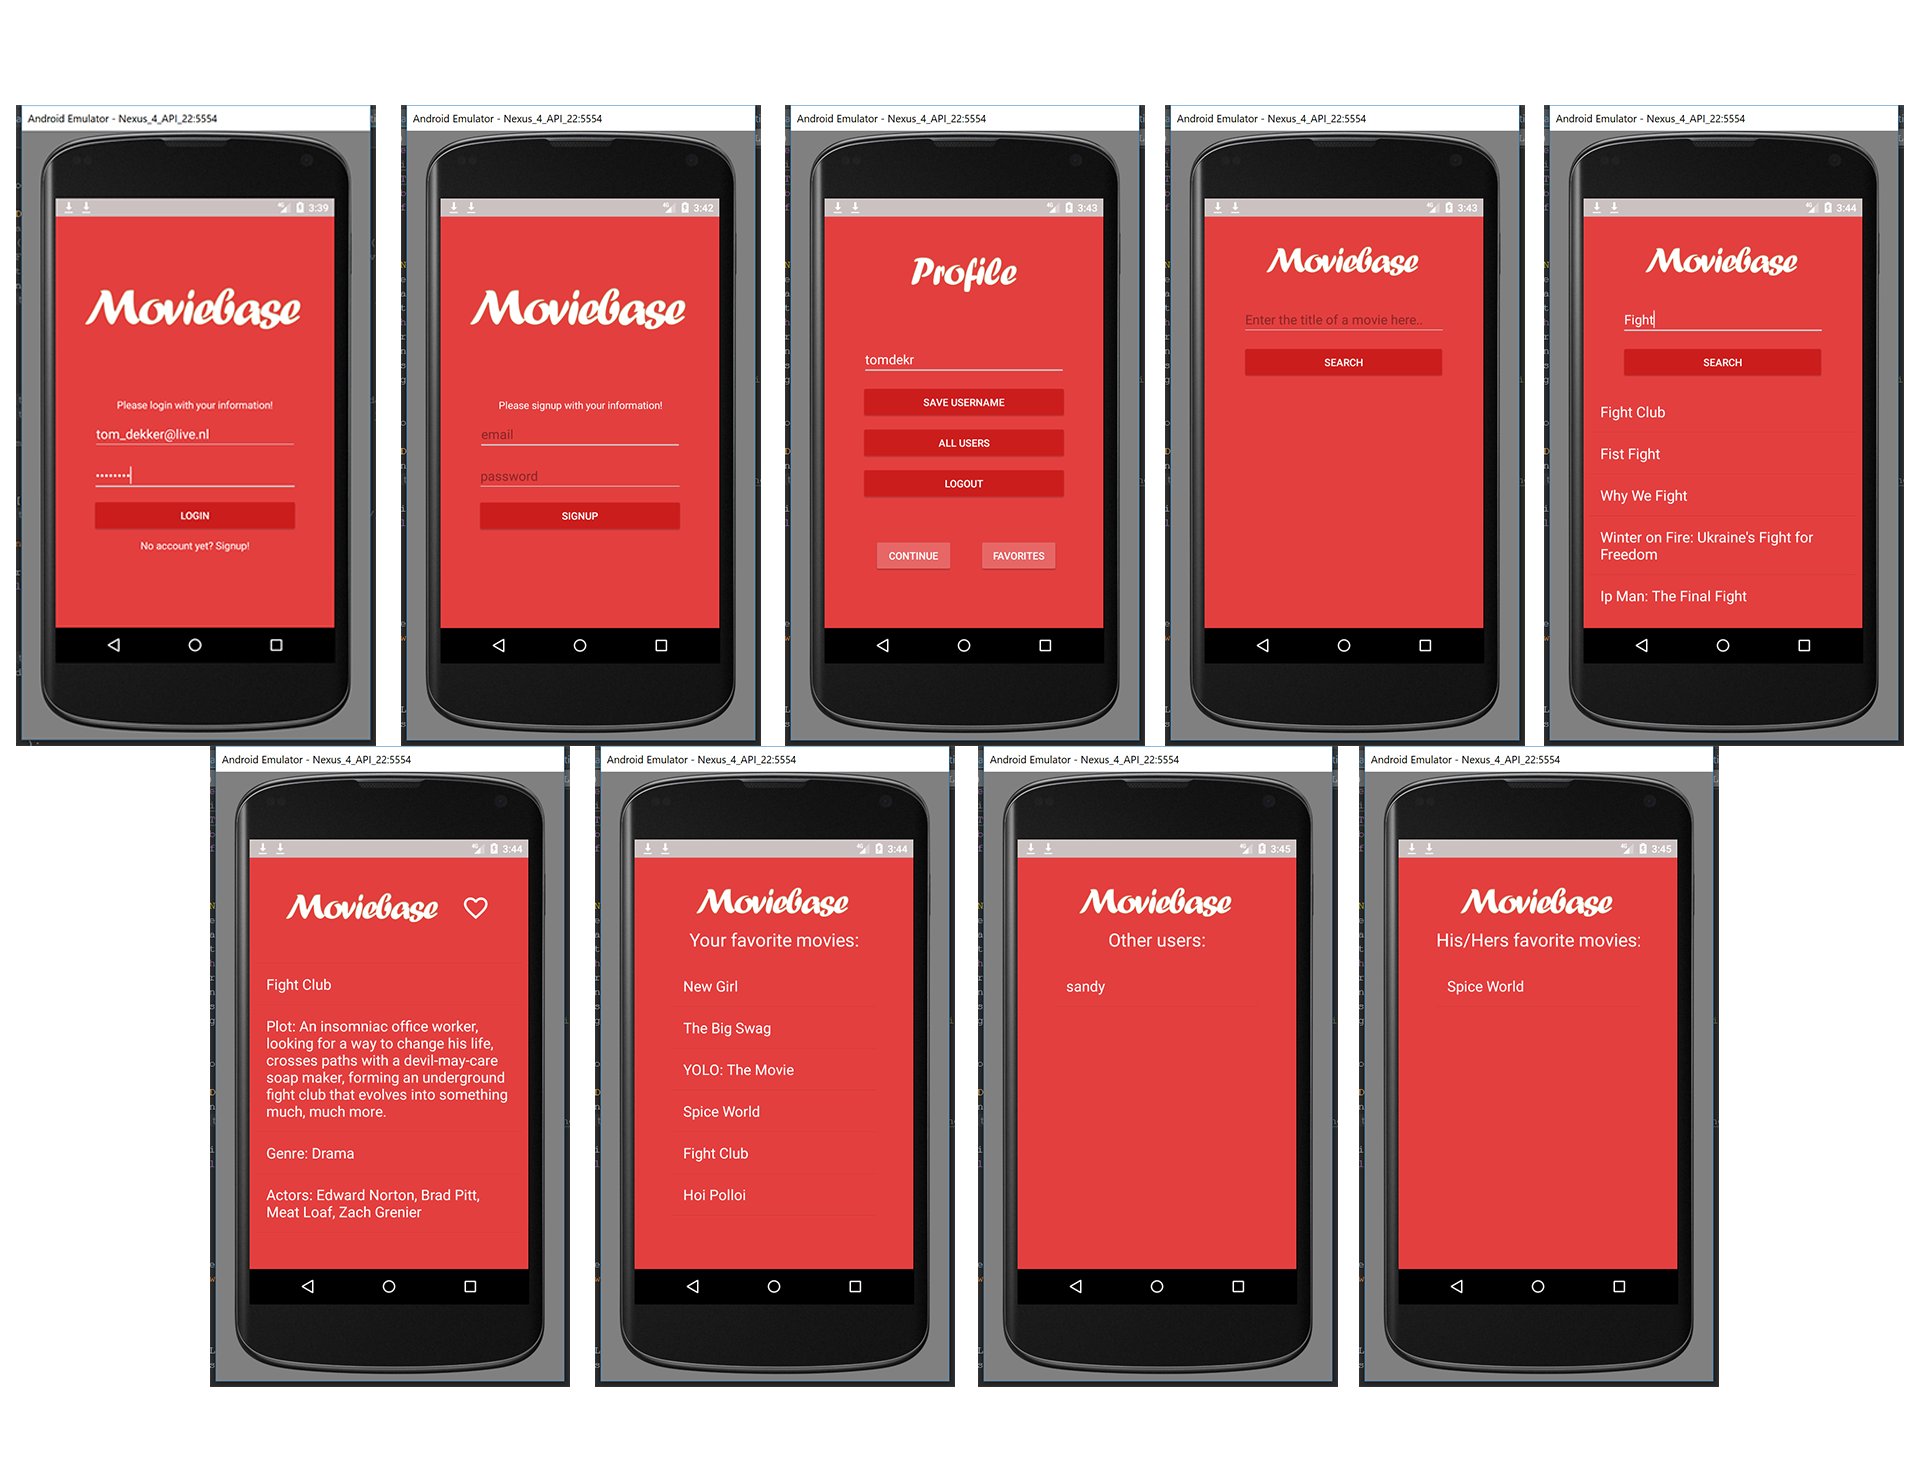 Android Emulator - Nexus_4_API_22:5554
3:39
Moviebase
Please login with your information!
tom_dekker@live.nl
••••••••
LOGIN
No account yet? Signup!
Android Emulator - Nexus_4_API_22:5554
3:42
Moviebase
Please signup with your information!
email
password
SIGNUP
Android Emulator - Nexus_4_API_22:5554
3:43
Profile
tomdekr
SAVE USERNAME
ALL USERS
LOGOUT
CONTINUE
FAVORITES
Android Emulator - Nexus_4_API_22:5554
3:43
Moviebase
Enter the title of a movie here..
SEARCH
Android Emulator - Nexus_4_API_22:5554
3:44
Moviebase
Fight
SEARCH
Fight Club
Fist Fight
Why We Fight
Winter on Fire: Ukraine's Fight for
Freedom
Ip Man: The Final Fight
Android Emulator - Nexus_4_API_22:5554
3:44
Moviebase
Fight Club
Plot: An insomniac office worker,
looking for a way to change his life,
crosses paths with a devil-may-care
soap maker, forming an underground
fight club that evolves into something
much, much more.
Genre: Drama
Actors: Edward Norton, Brad Pitt,
Meat Loaf, Zach Grenier
Android Emulator - Nexus_4_API_22:5554
3:44
Moviebase
Your favorite movies:
New Girl
The Big Swag
YOLO: The Movie
Spice World
Fight Club
Hoi Polloi
Android Emulator - Nexus_4_API_22:5554
3:45
Moviebase
Other users:
sandy
Android Emulator - Nexus_4_API_22:5554
3:45
Moviebase
His/Hers favorite movies:
Spice World